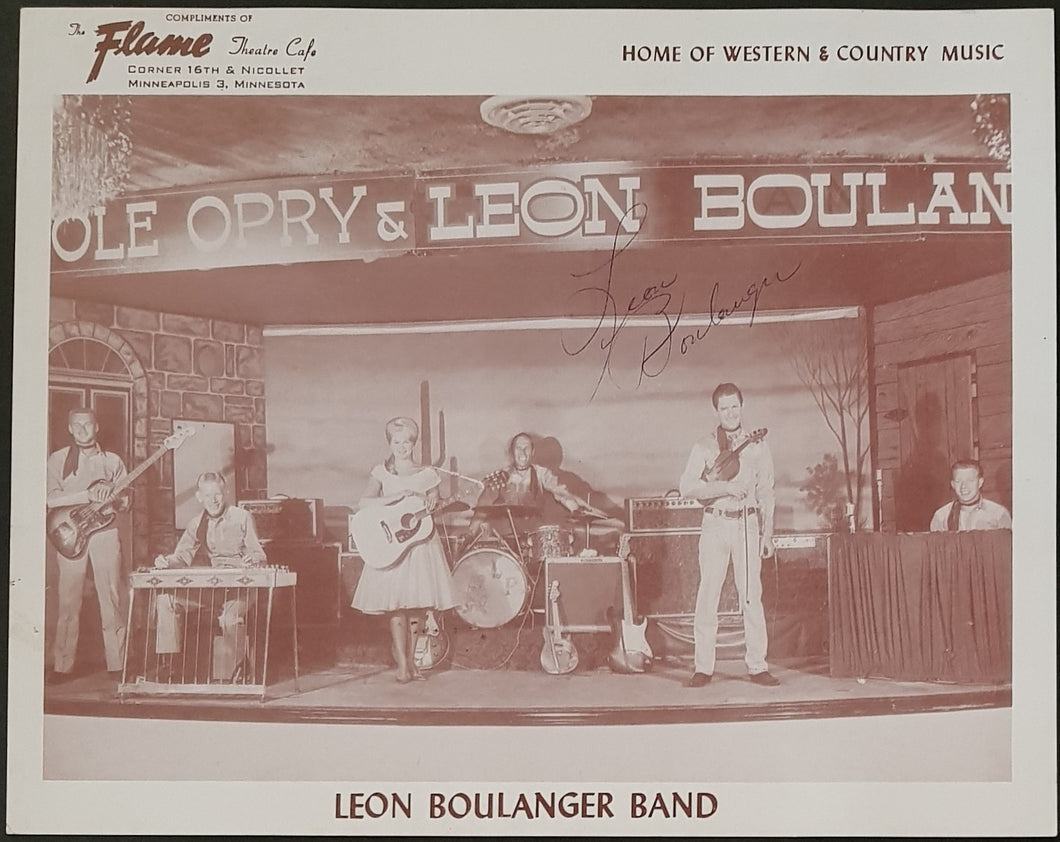 COMPLIMENTS OF
The Flame Theatre Cafe
CORNER 16TH & NICOLLET
MINNEAPOLIS 3, MINNESOTA
HOME OF WESTERN & COUNTRY MUSIC
OLE OPRY & LEON BOULAN
Leon
Boulanger
LEON BOULANGER BAND